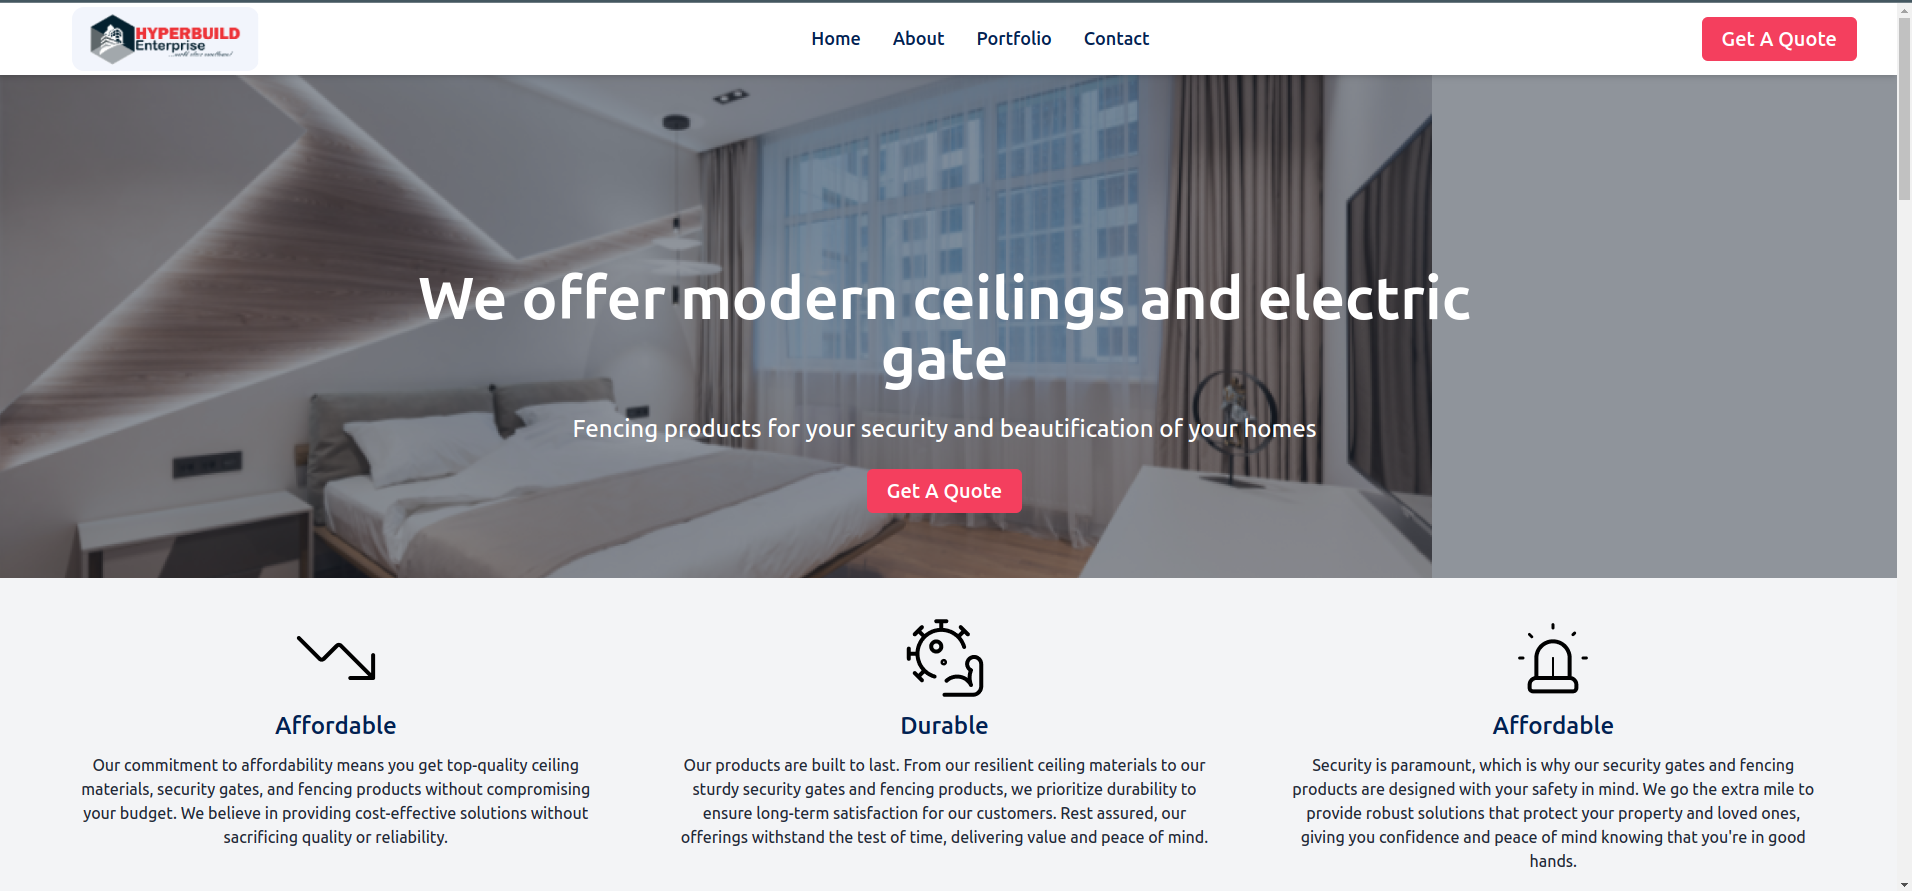 HYPERBUILD
Enterprise
Home
About
Portfolio
Contact
Get A Quote
We offer modern ceilings and electric
gate
Fencing products for your security and beautification of your homes
Get A Quote
Affordable
Our commitment to affordability means you get top-quality ceiling
materials, security gates, and fencing products without compromising
your budget. We believe in providing cost-effective solutions without
sacrificing quality or reliability.
Durable
Our products are built to last. From our resilient ceiling materials to our
sturdy security gates and fencing products, we prioritize durability to
ensure long-term satisfaction for our customers. Rest assured, our
offerings withstand the test of time, delivering value and peace of mind.
Affordable
Security is paramount, which is why our security gates and fencing
products are designed with your safety in mind. We go the extra mile to
provide robust solutions that protect your property and loved ones,
giving you confidence and peace of mind knowing that you're in good
hands.